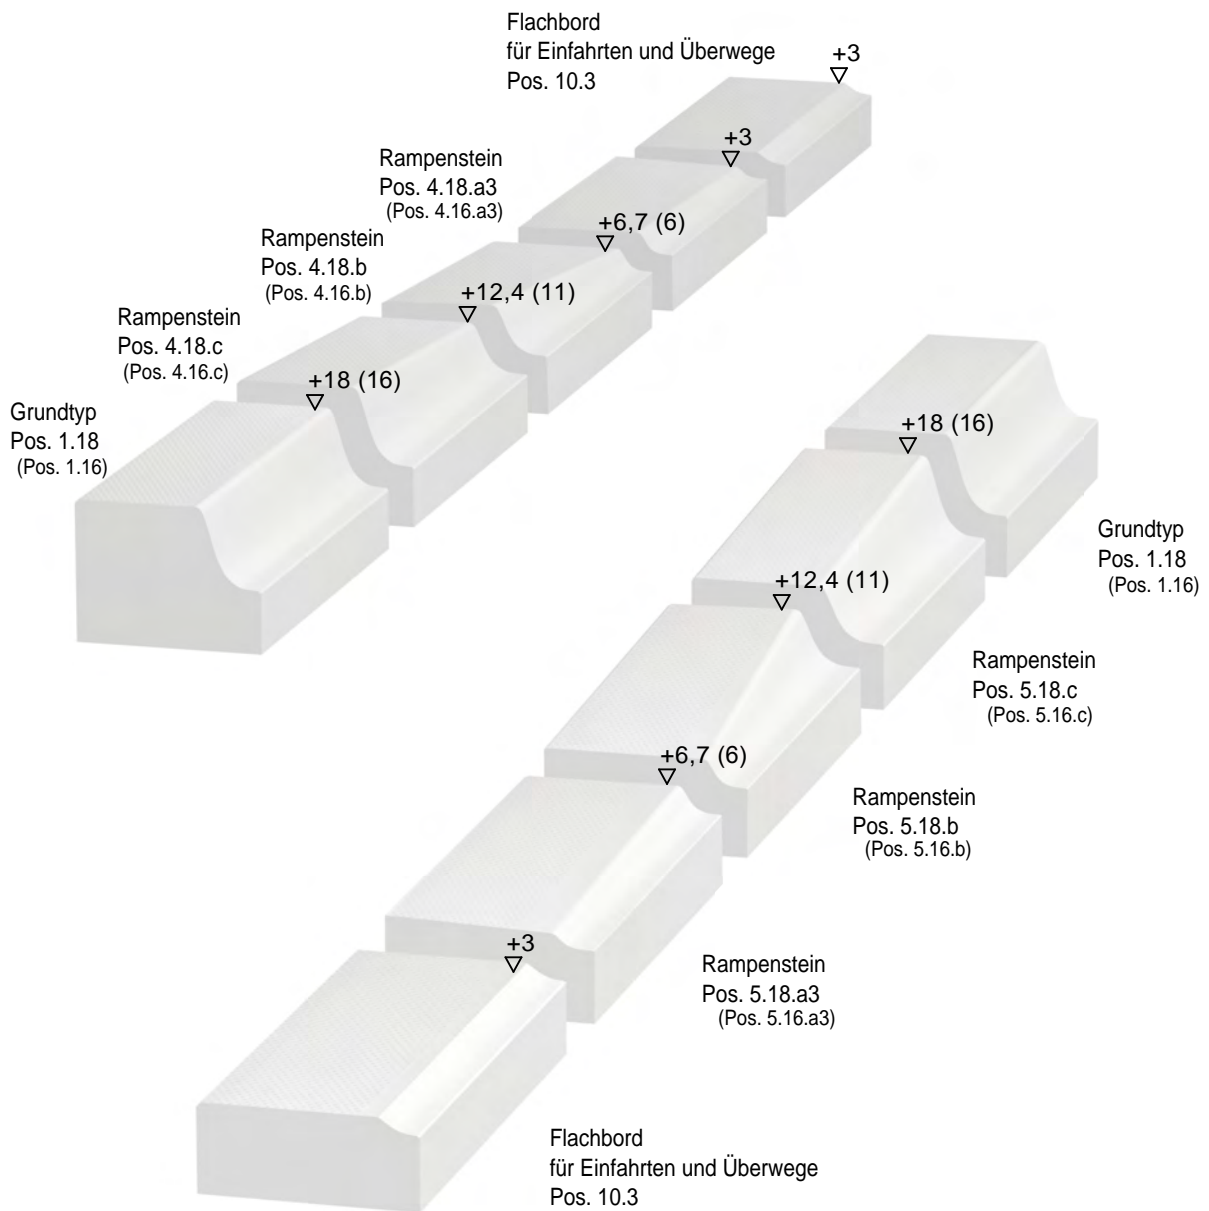 Flachbord
für Einfahrten und Überwege
Pos. 10.3
+3
+3
Rampenstein
Pos. 4.18.a3
(Pos. 4.16.a3)
+6,7 (6)
Rampenstein
Pos. 4.18.b
(Pos. 4.16.b)
+12,4 (11)
Rampenstein
Pos. 4.18.c
(Pos. 4.16.c)
+18 (16)
Grundtyp
Pos. 1.18
(Pos. 1.16)
+18 (16)
Grundtyp
Pos. 1.18
(Pos. 1.16)
+12,4 (11)
Rampenstein
Pos. 5.18.c
(Pos. 5.16.c)
+6,7 (6)
Rampenstein
Pos. 5.18.b
(Pos. 5.16.b)
+3
Rampenstein
Pos. 5.18.a3
(Pos. 5.16.a3)
Flachbord
für Einfahrten und Überwege
Pos. 10.3